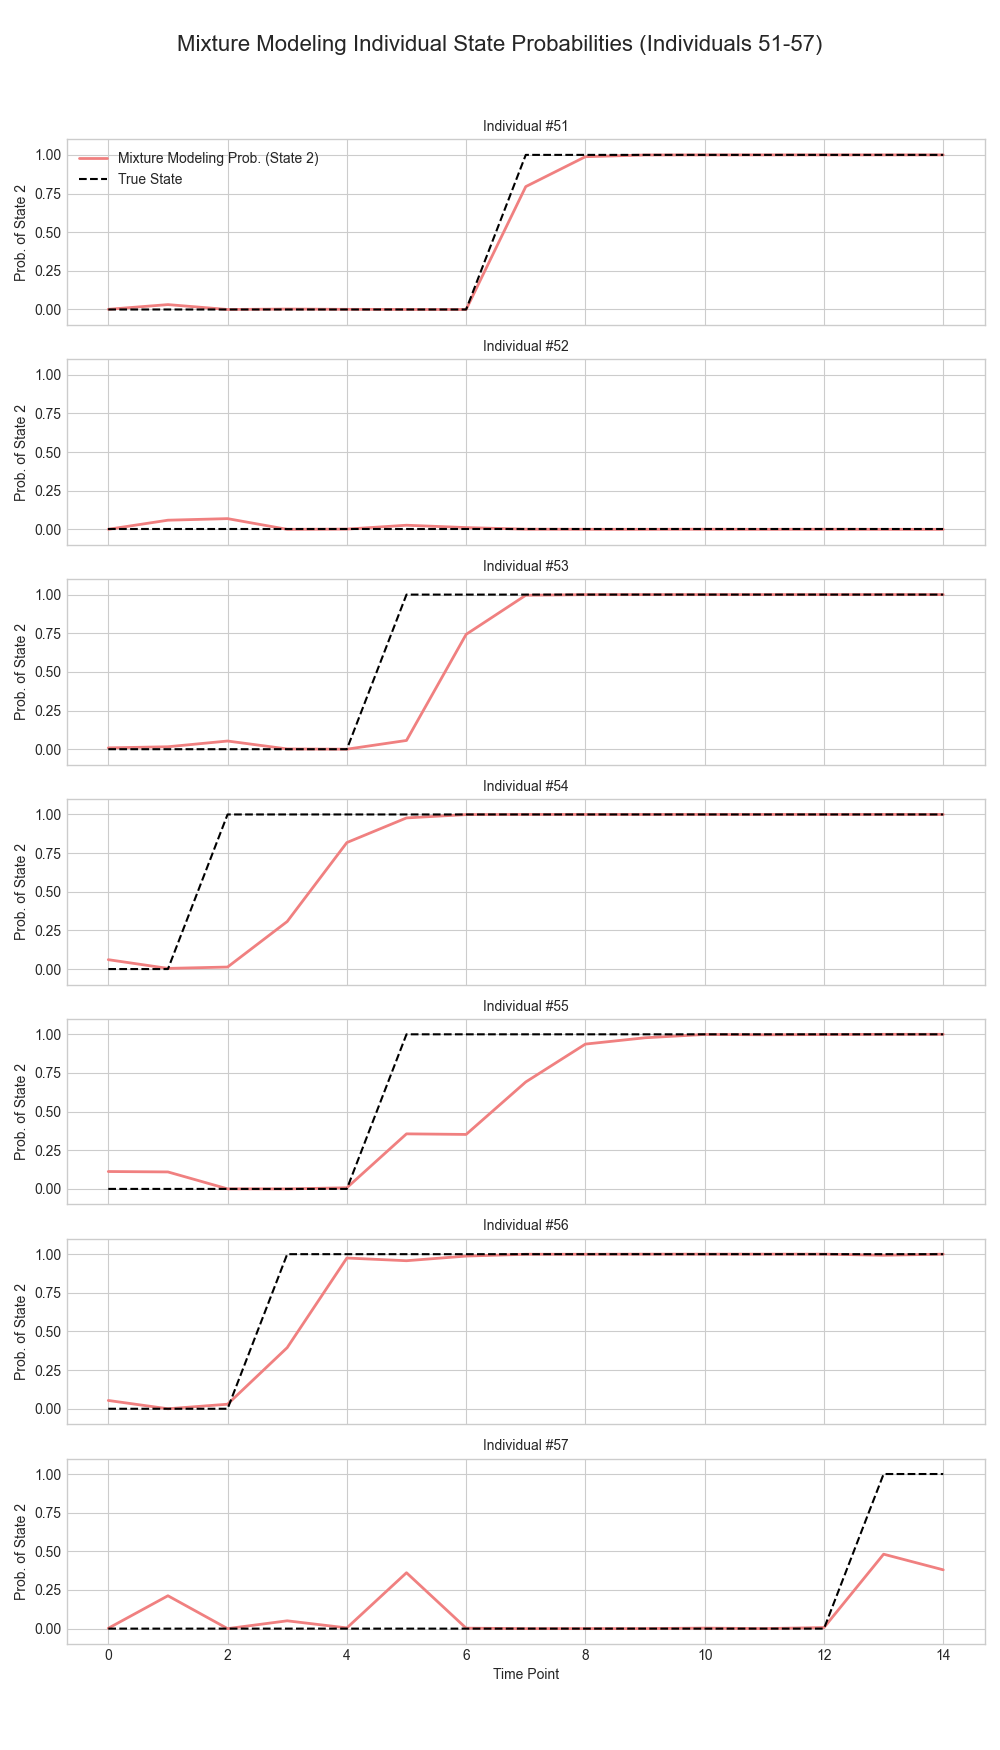 Mixture Modeling Individual State Probabilities (Individuals 51-57)
Individual #51
Prob. of State 2
1.00
0.75
0.50
0.25
0.00
Mixture Modeling Prob. (State 2)
True State
Individual #52
Prob. of State 2
1.00
0.75
0.50
0.25
0.00
Individual #53
Prob. of State 2
1.00
0.75
0.50
0.25
0.00
Individual #54
Prob. of State 2
1.00
0.75
0.50
0.25
0.00
Individual #55
Prob. of State 2
1.00
0.75
0.50
0.25
0.00
Individual #56
Prob. of State 2
1.00
0.75
0.50
0.25
0.00
Individual #57
Prob. of State 2
1.00
0.75
0.50
0.25
0.00
0 2 4 6 8 10 12 14
Time Point